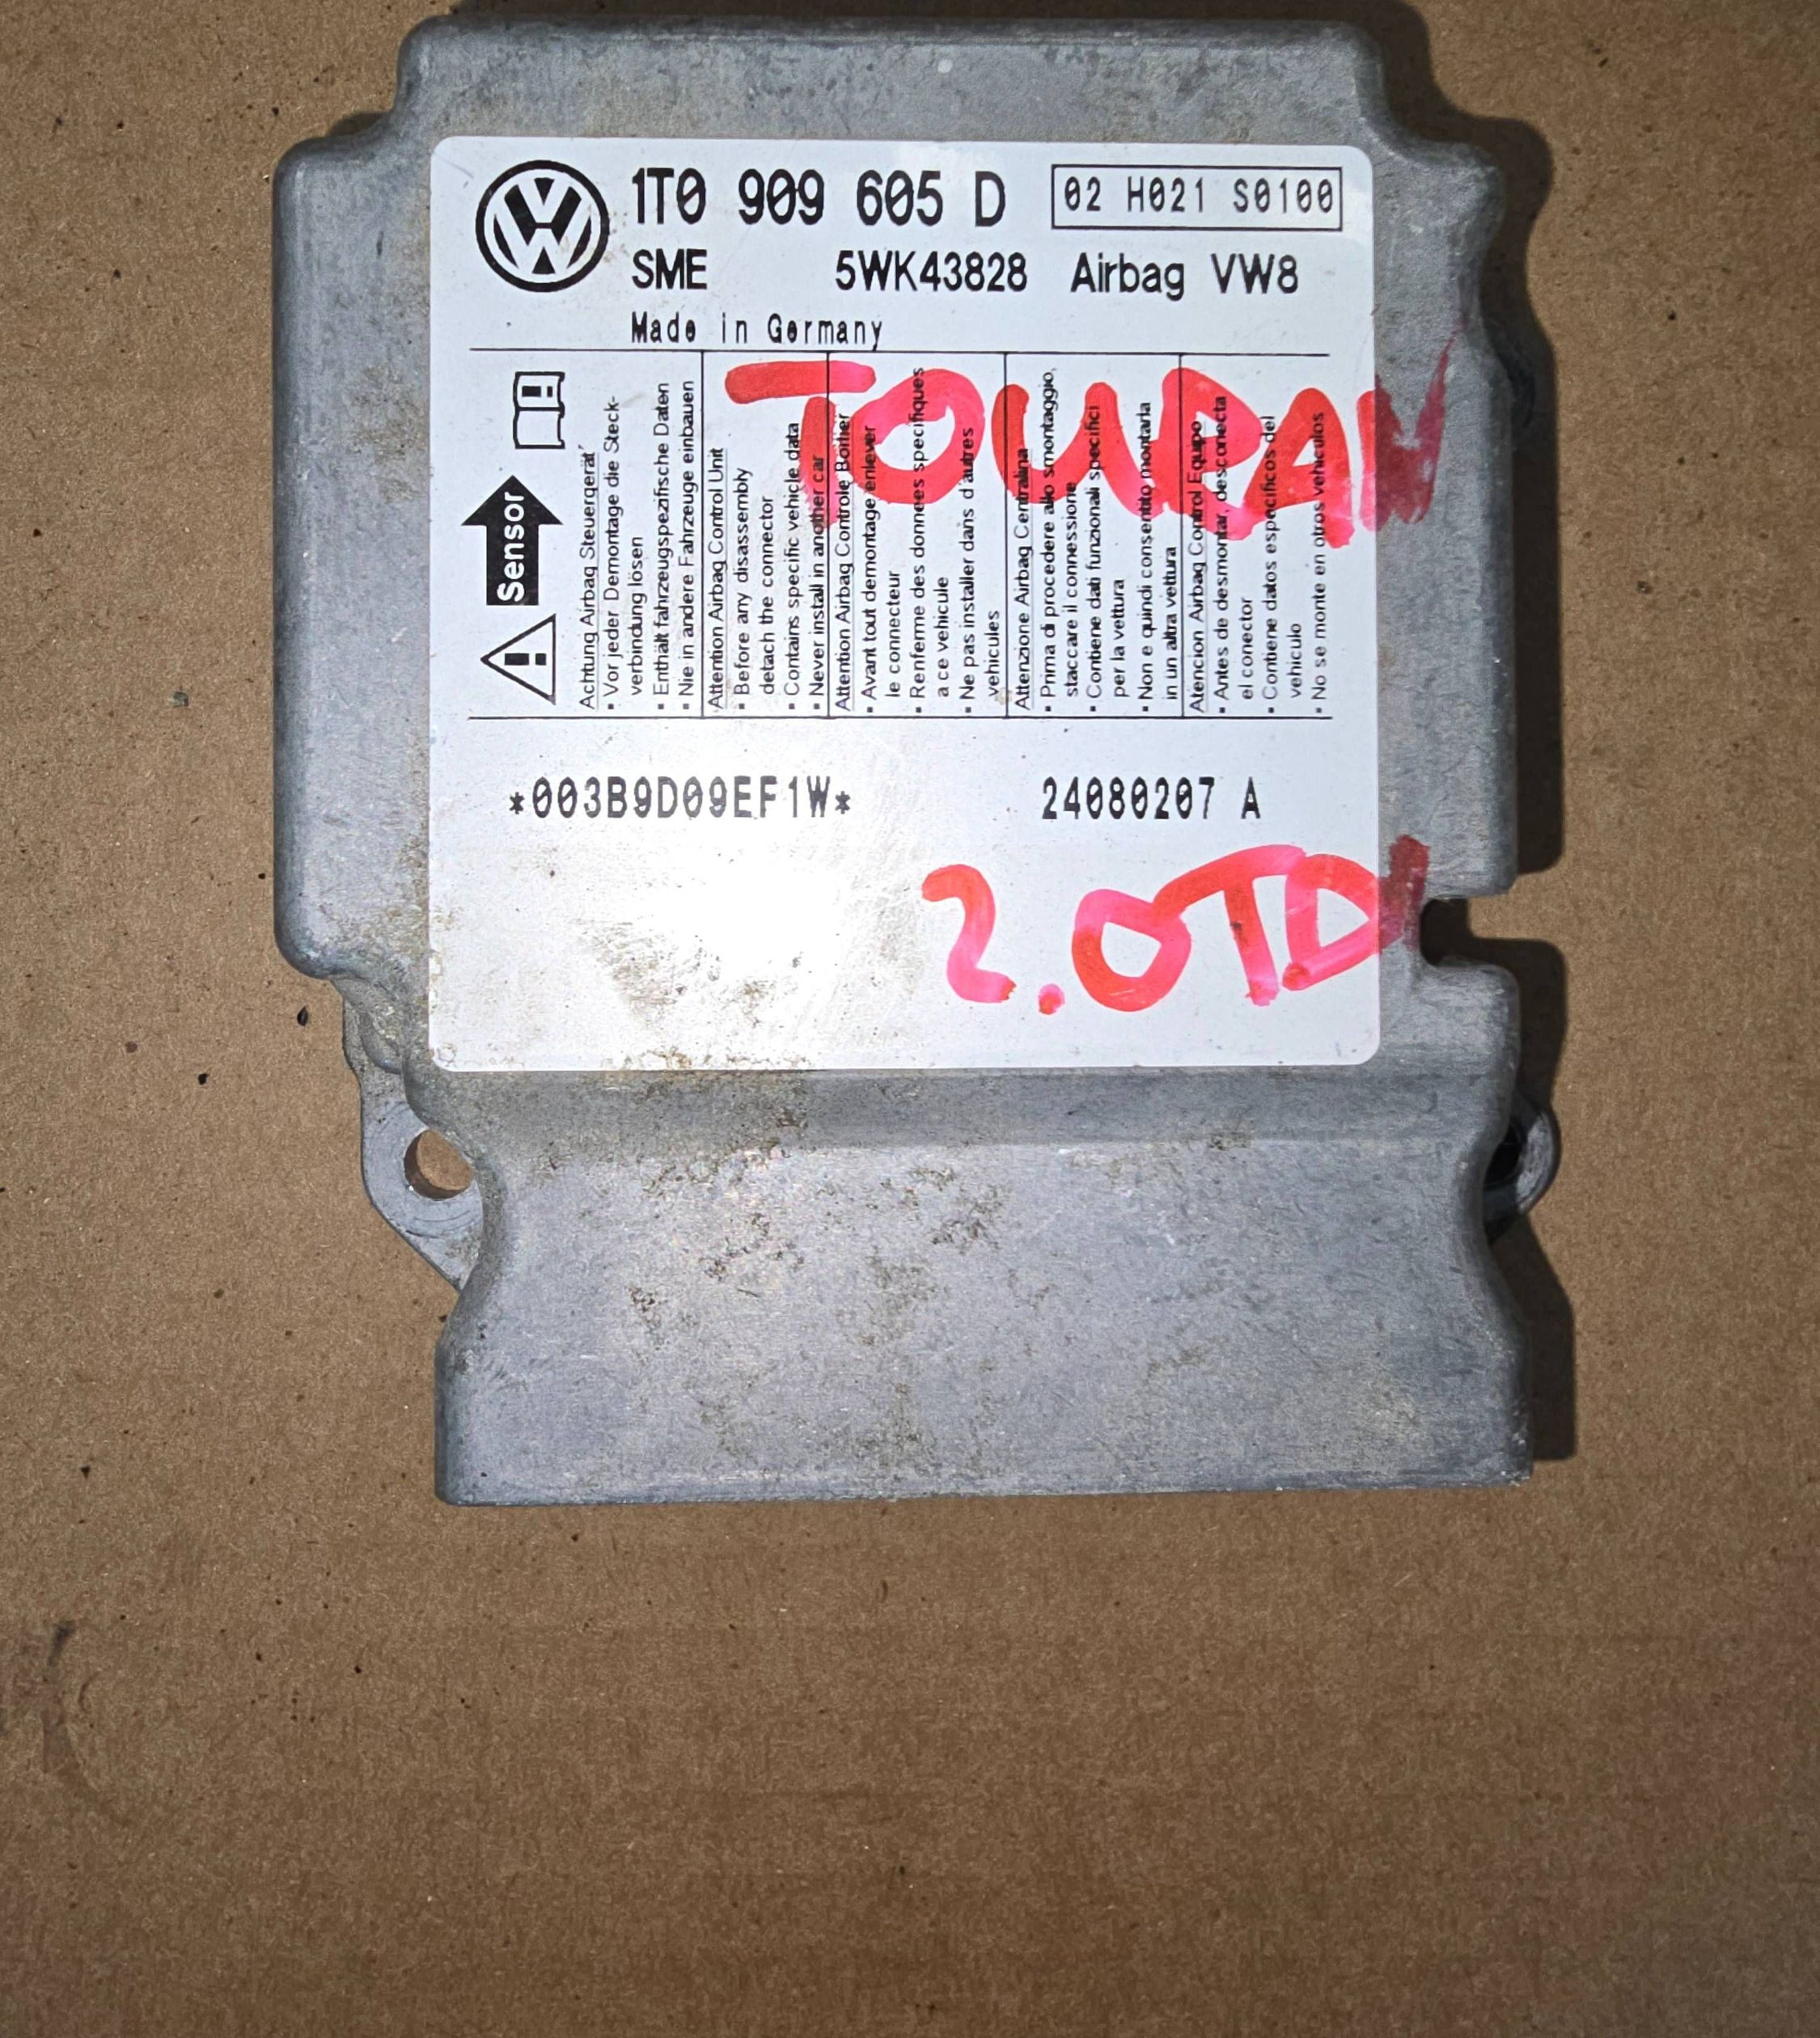 1T0 909 605 D
02 H021 S0100
SME 5WK43828 Airbag VW8
Made in Germany
Sensor
Achtung Airbag Steuergerät
• Vor jeder Demontage die Steck-
verbindung lösen
• Enthält fahrzeugspezifische Daten
• Nie in andere Fahrzeuge einbauen
Attention Airbag Control Unit
• Before any disassembly
detach the connector
• Contains specific vehicle data
• Never install in another car
Attention Airbag Controle Boitier
• Avant tout demontage enlever
le connecteur
• Renferme des donnees specifiques
a ce vehicule
• Ne pas installer dans d'autres
vehicules
Attenzione Airbag Centralina
• Prima di procedere allo smontaggio,
staccare il connessione
• Contiene dati funzionali specifici
per la vettura
• Non e quindi consentito montarla
in un altra vettura
Atencion Airbag Control Equipo
• Antes de desmontar, desconecta
el conector
• Contiene datos especificos del
vehiculo
• No se monte en otros vehiculos
TOURAN
*003B9D09EF1W* 24080207 A
2.0TDI